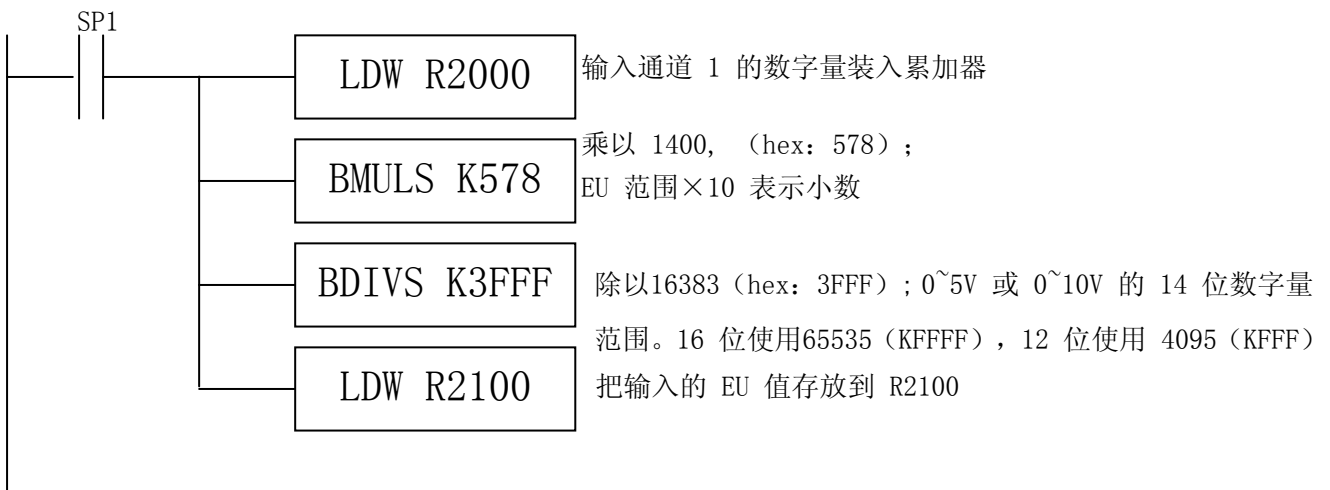 SP1
LDW R2000
输入通道 1 的数字量装入累加器
BMULS K578
乘以 1400, （hex：578）；
EU 范围×10 表示小数
BDIVS K3FFF
除以16383（hex：3FFF）；0~5V 或 0~10V 的 14 位数字量
范围。16 位使用65535（KFFFF），12 位使用 4095（KFFF）
LDW R2100
把输入的 EU 值存放到 R2100